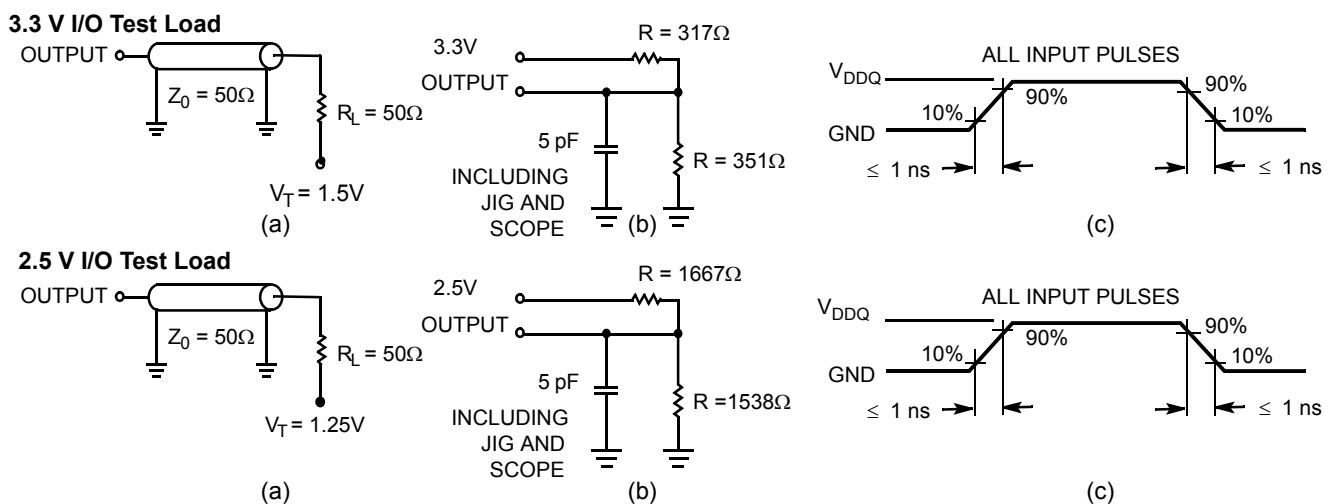 3.3 V I/O Test Load
OUTPUT
Z0 = 50Ω
RL = 50Ω
VT = 1.5V
(a)
3.3V
OUTPUT
R = 317Ω
5 pF
INCLUDING
JIG AND
SCOPE
R = 351Ω
(b)
ALL INPUT PULSES
VDDQ
GND
10%
90%
90%
10%
≤ 1 ns
≤ 1 ns
(c)
2.5 V I/O Test Load
OUTPUT
Z0 = 50Ω
RL = 50Ω
VT = 1.25V
(a)
2.5V
OUTPUT
R = 1667Ω
5 pF
INCLUDING
JIG AND
SCOPE
R =1538Ω
(b)
ALL INPUT PULSES
VDDQ
GND
10%
90%
90%
10%
≤ 1 ns
≤ 1 ns
(c)